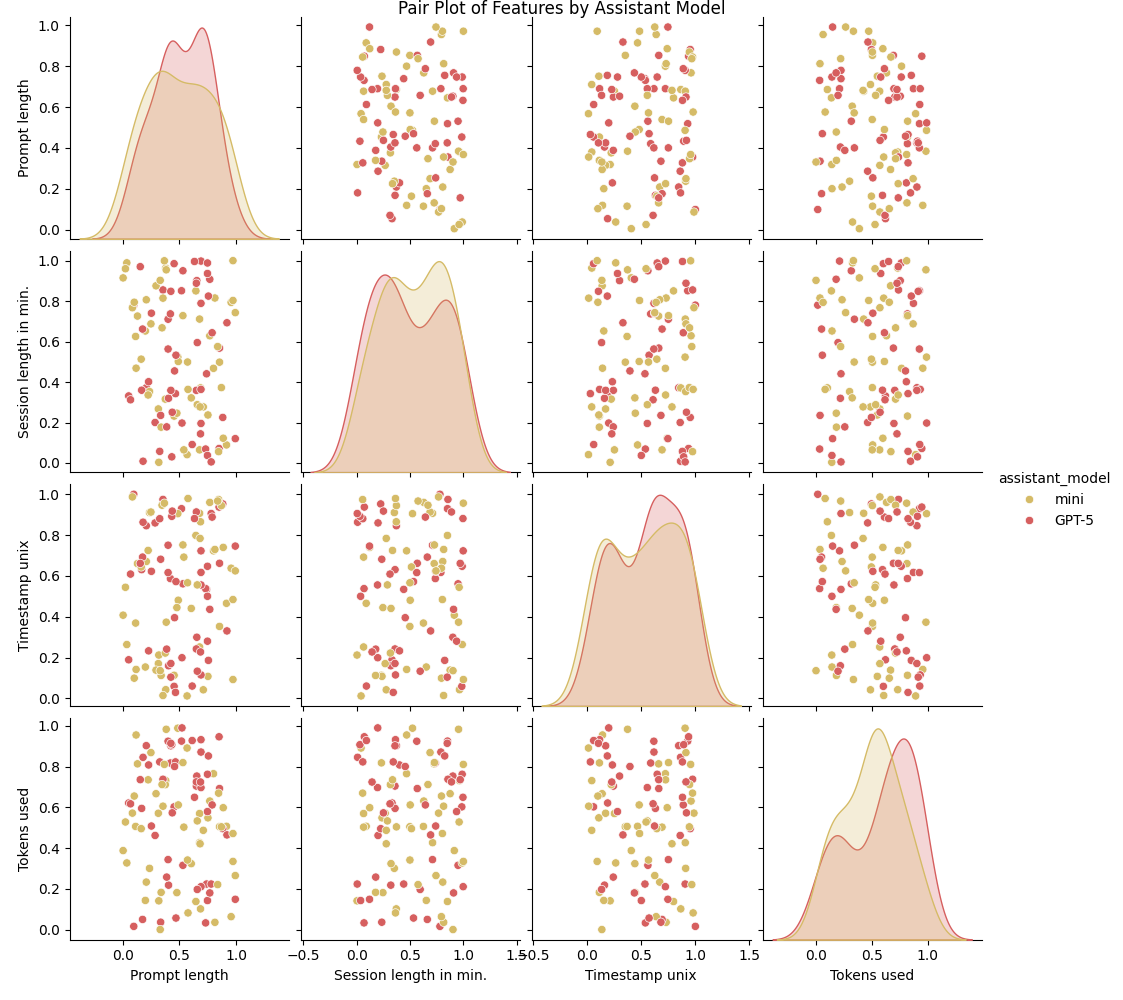 Pair Plot of Features by Assistant Model
1.0
0.8
0.6
0.4
0.2
0.0
Prompt length
1.0
0.8
0.6
0.4
0.2
0.0
Session length in min.
assistant_model
mini
GPT-5
1.0
0.8
0.6
0.4
0.2
0.0
Timestamp unix
1.0
0.8
0.6
0.4
0.2
0.0
Tokens used
0.0 0.5 1.0
−0.5 0.0 0.5 1.0
0.0 0.5 1.0 1.5
0.0 0.5 1.0
Prompt length
Session length in min.
Timestamp unix
Tokens used